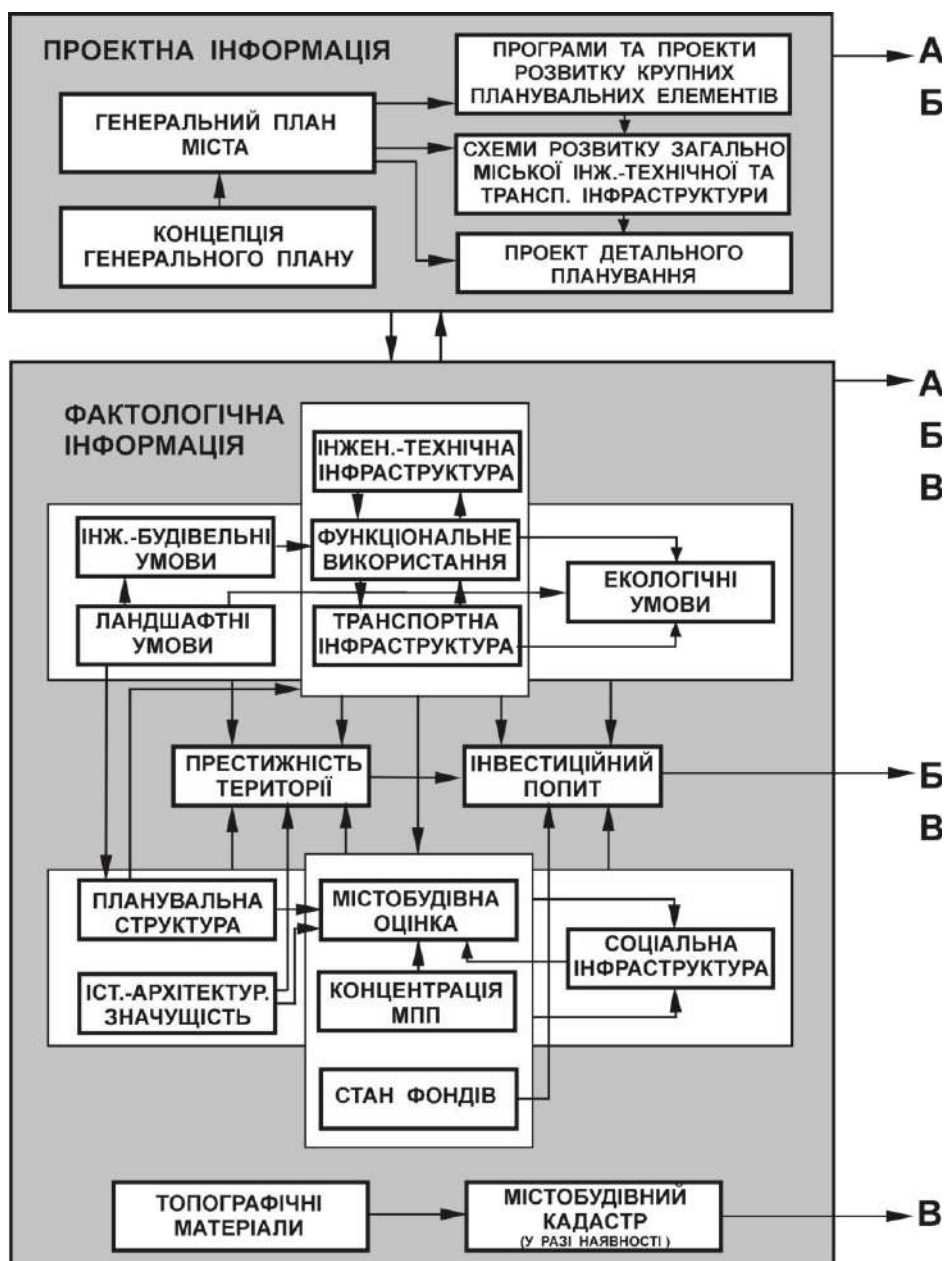 ПРОЕКТНА ІНФОРМАЦІЯ
ГЕНЕРАЛЬНИЙ ПЛАН
МІСТА
КОНЦЕПЦІЯ
ГЕНЕРАЛЬНОГО ПЛАНУ
ПРОГРАМИ ТА ПРОЕКТИ
РОЗВИТКУ КРУПНИХ
ПЛАНУВАЛЬНИХ ЕЛЕМЕНТІВ
СХЕМИ РОЗВИТКУ ЗАГАЛЬНО
МІСЬКОЇ ІНЖ.-ТЕХНІЧНОЇ ТА
ТРАНСП. ІНФРАСТРУКТУРИ
ПРОЕКТ ДЕТАЛЬНОГО
ПЛАНУВАННЯ
А
Б
ФАКТОЛОГІЧНА
ІНФОРМАЦІЯ
ІНЖЕН.-ТЕХНІЧНА
ІНФРАСТРУКТУРА
ІНЖ.-БУДІВЕЛЬНІ
УМОВИ
ФУНКЦІОНАЛЬНЕ
ВИКОРИСТАННЯ
ЕКОЛОГІЧНІ
УМОВИ
ЛАНДШАФТНІ
УМОВИ
ТРАНСПОРТНА
ІНФРАСТРУКТУРА
А
Б
В
ПРЕСТИЖНІСТЬ
ТЕРИТОРІЇ
ІНВЕСТИЦІЙНИЙ
ПОПИТ
Б
В
ПЛАНУВАЛЬНА
СТРУКТУРА
МІСТОБУДІВНА
ОЦІНКА
СОЦІАЛЬНА
ІНФРАСТРУКТУРА
ІСТ.-АРХІТЕКТУР.
ЗНАЧУЩІСТЬ
КОНЦЕНТРАЦІЯ
МПП
СТАН ФОНДІВ
ТОПОГРАФІЧНІ
МАТЕРІАЛИ
МІСТОБУДІВНИЙ
КАДАСТР
(У РАЗІ НАЯВНОСТІ)
В